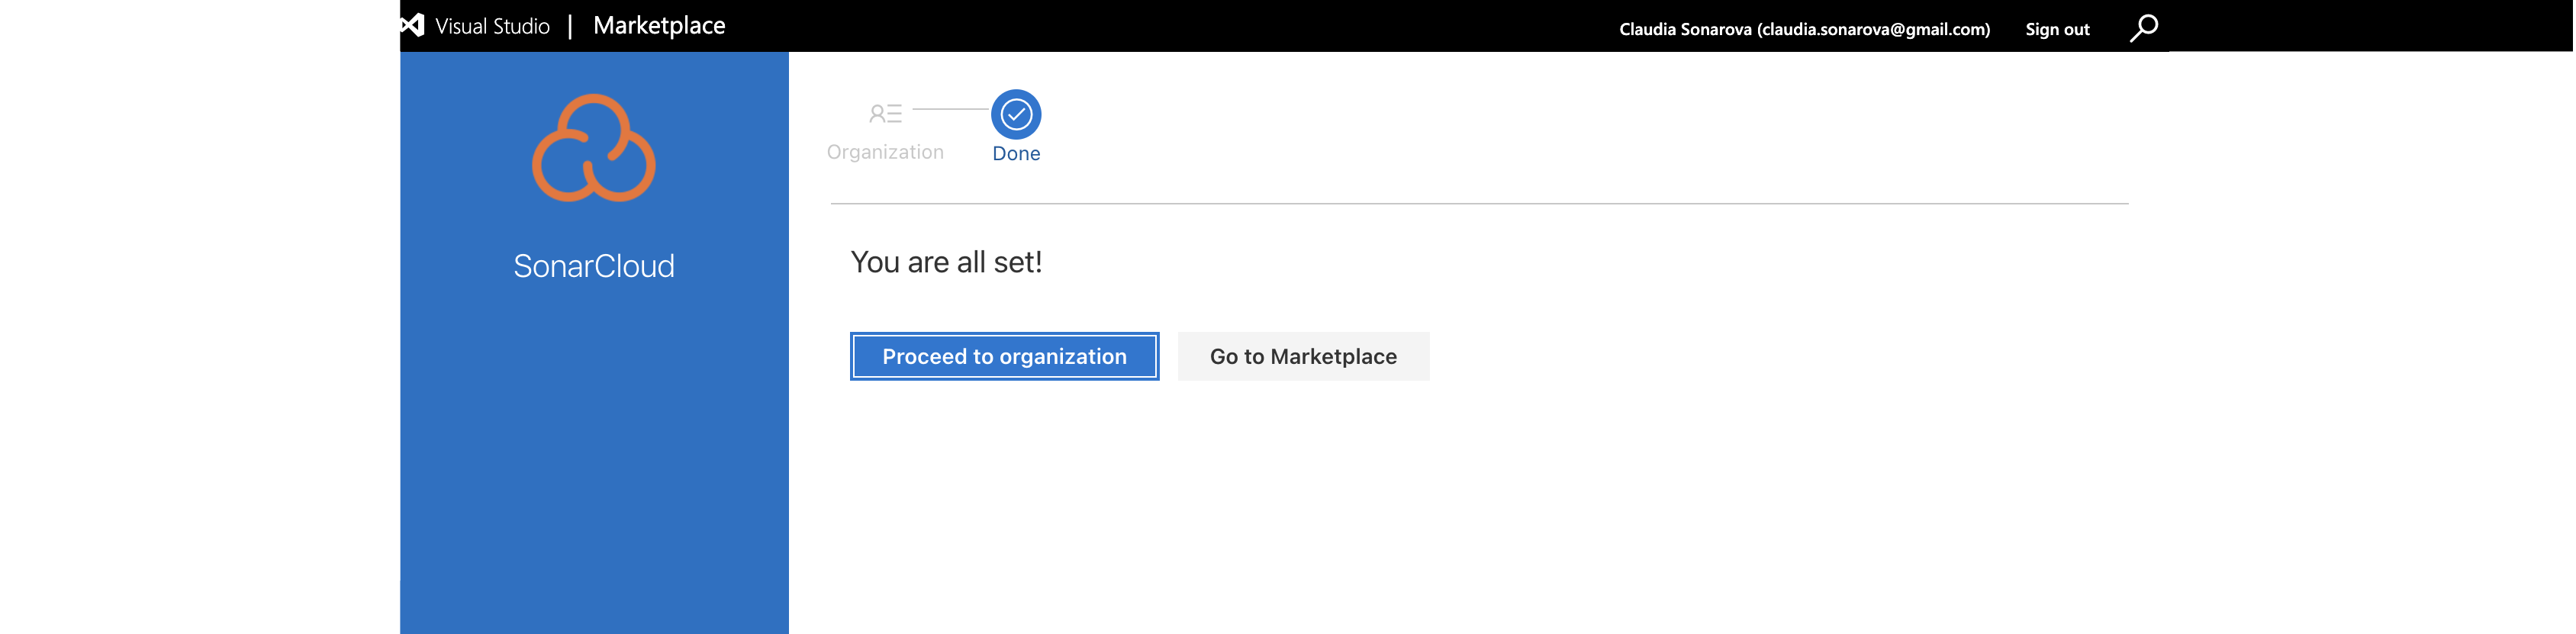 Visual Studio | Marketplace
Claudia Sonarova (claudia.sonarova@gmail.com) Sign out
SonarCloud
Organization Done
You are all set!
Proceed to organization Go to Marketplace